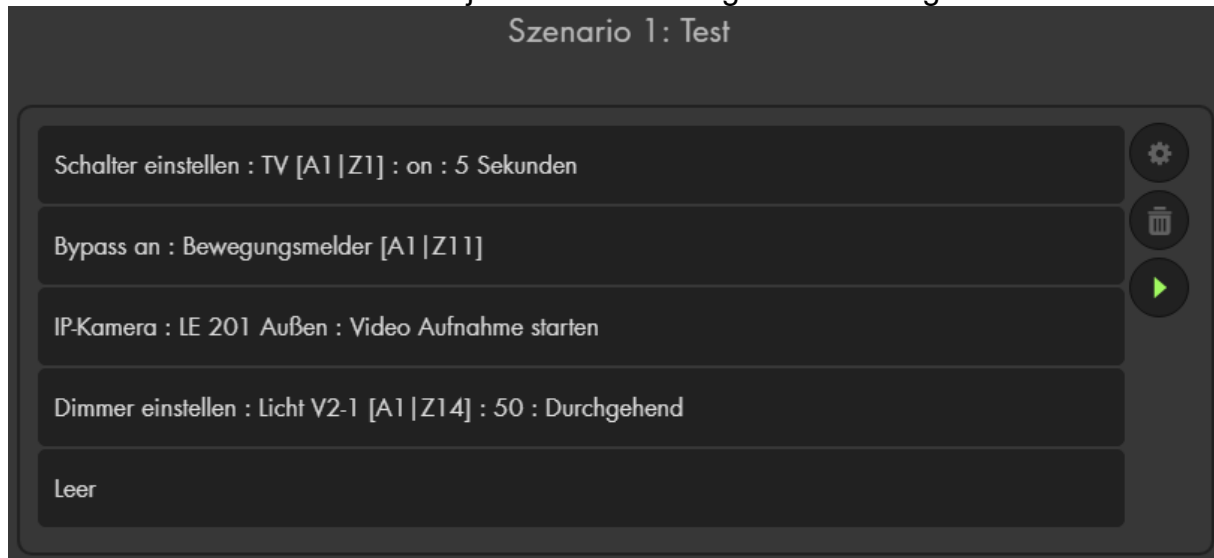 Szenario 1: Test
Schalter einstellen : TV [A1|Z1] : on : 5 Sekunden
Bypass an : Bewegungsmelder [A1|Z11]
IP-Kamera : LE 201 Außen : Video Aufnahme starten
Dimmer einstellen : Licht V2-1 [A1|Z14] : 50 : Durchgehend
Leer